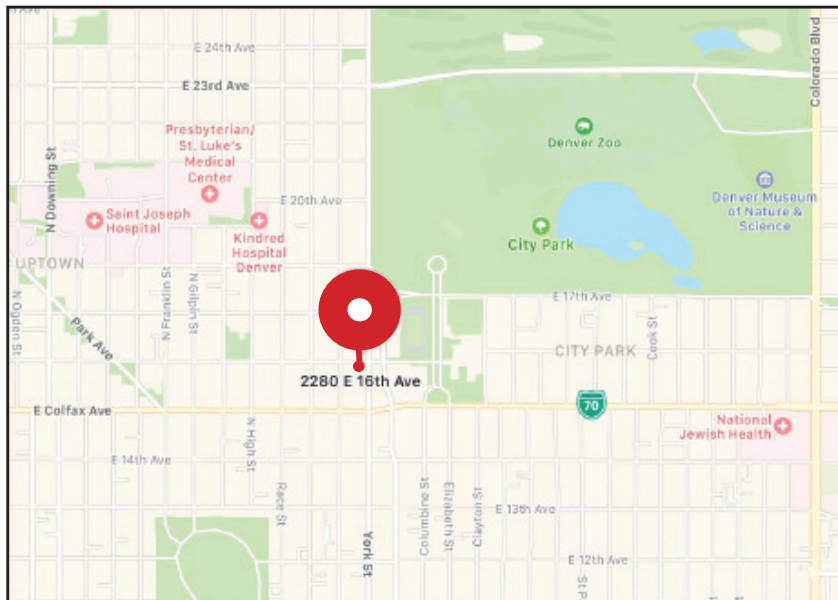 E 24th Ave
E 23rd Ave
Colorado Blvd
Presbyterian/
St. Luke's
Medical
Center
Denver Zoo
N Downing St
E 20th Ave
Saint Joseph
Hospital
Kindred
Hospital
Denver
City Park
Denver Museum
of Nature &
Science
UPTOWN
N Ogden St
Park Ave
N Franklin St
N Gilpin St
E 17th Ave
CITY PARK
Cook St
2280 E 16th Ave
E Colfax Ave
70
National
Jewish Health
N High St
E 14th Ave
Race St
York St
Columbine St
Elizabeth St
Clayton St
E 13th Ave
E 12th Ave
St P